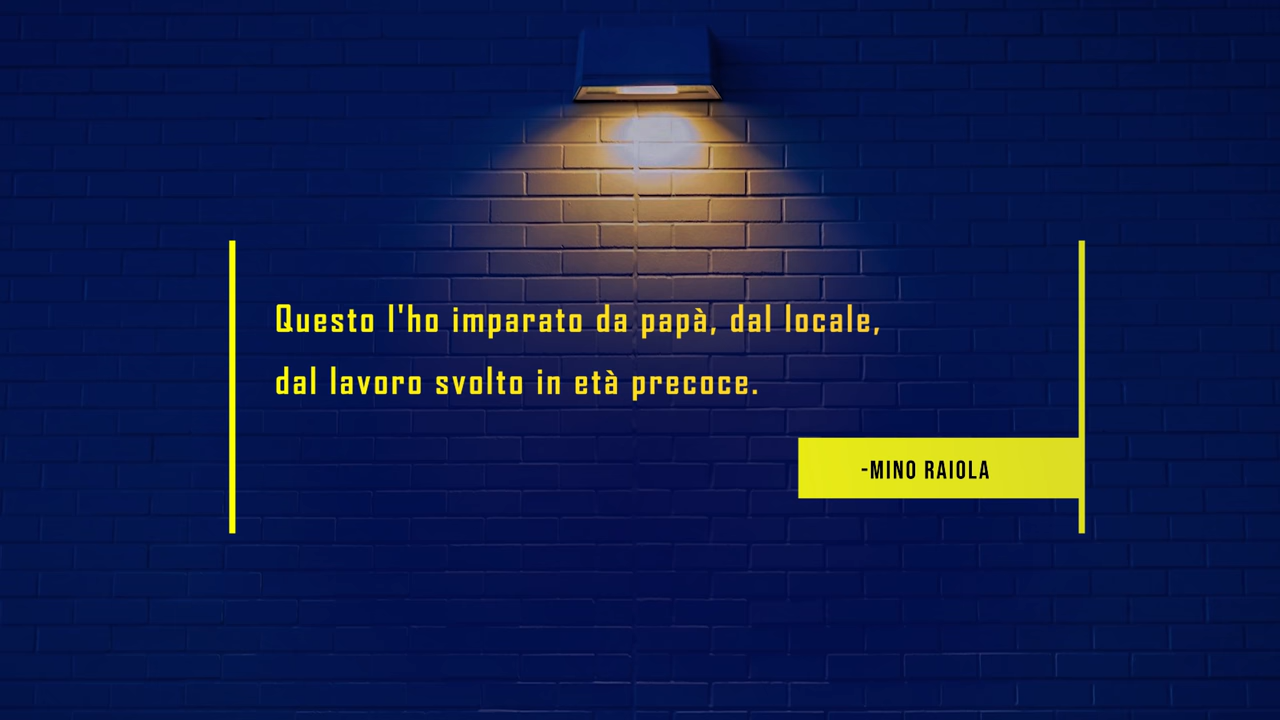 Questo l'ho imparato da papà, dal locale,
dal lavoro svolto in età precoce.
-MINO RAIOLA